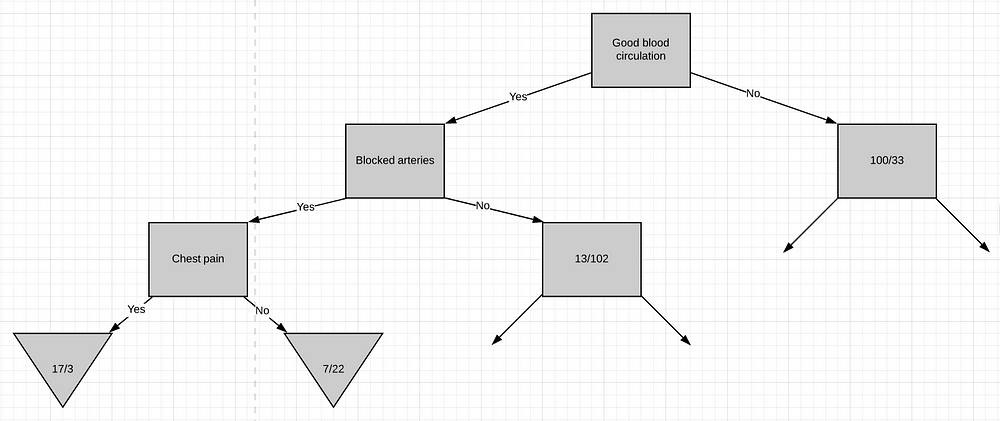 Good blood
circulation
Yes
No
Blocked arteries
100/33
Yes
No
Chest pain
13/102
Yes
No
17/3
7/22